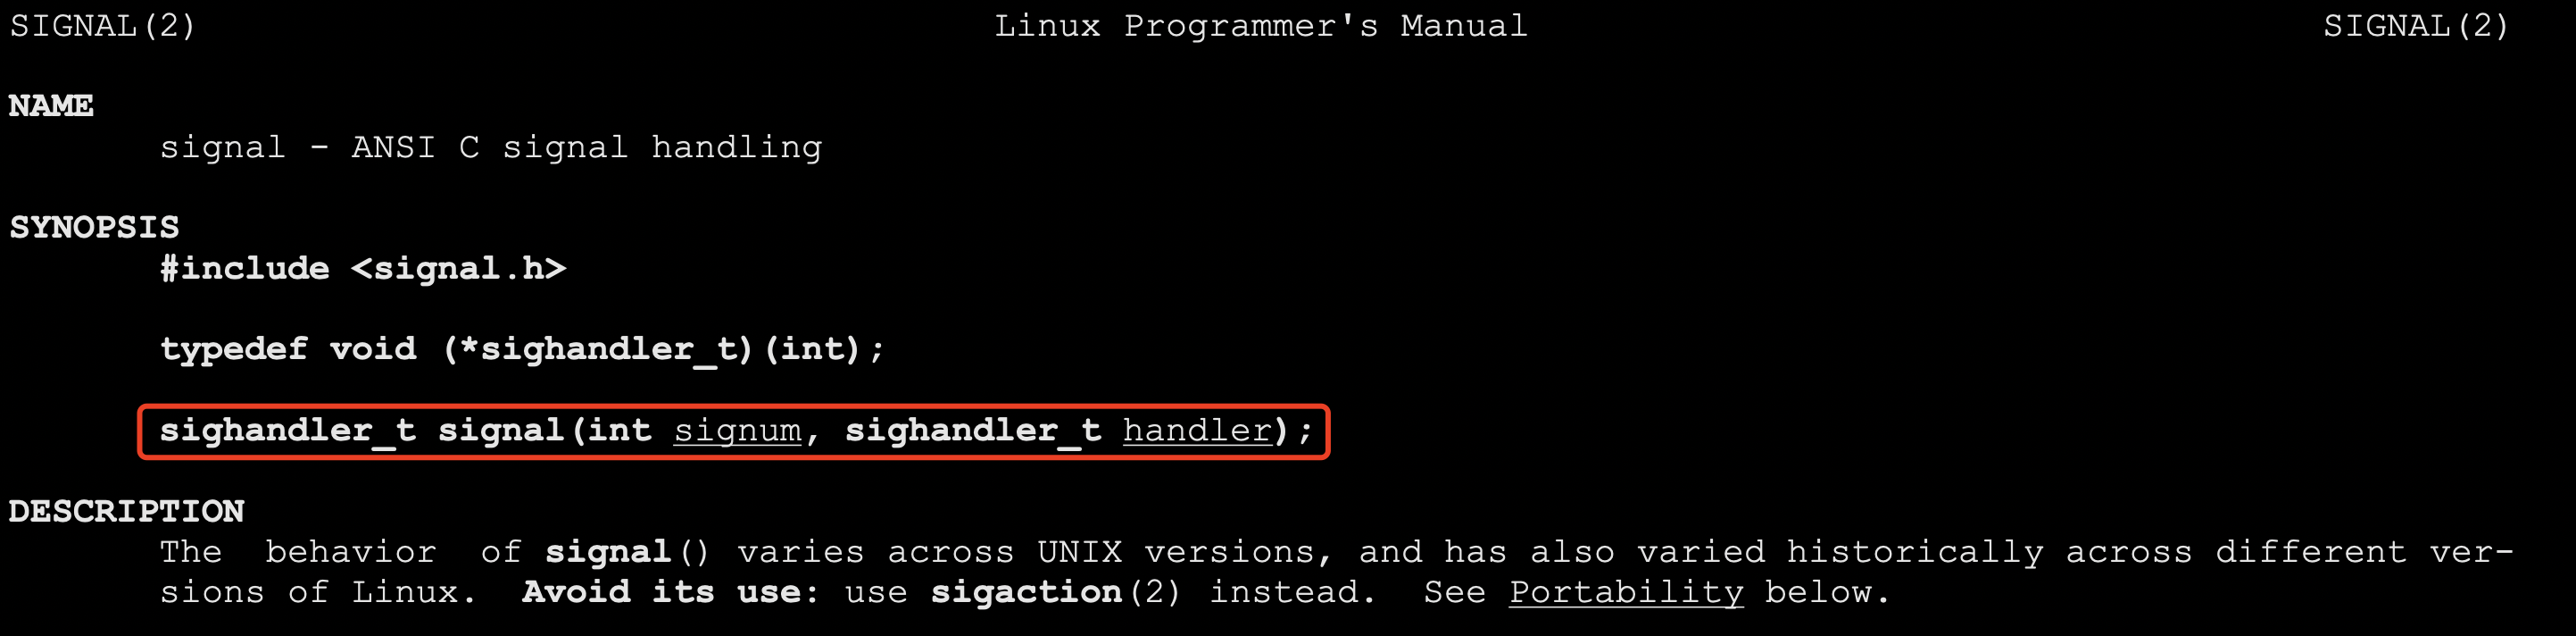 SIGNAL(2) Linux Programmer's Manual SIGNAL(2)
NAME
signal - ANSI C signal handling
SYNOPSIS
#include <signal.h>
typedef void (*sighandler_t)(int);
sighandler_t signal(int signum, sighandler_t handler);
DESCRIPTION
The behavior of signal() varies across UNIX versions, and has also varied historically across different ver-
sions of Linux. Avoid its use: use sigaction(2) instead. See Portability below.